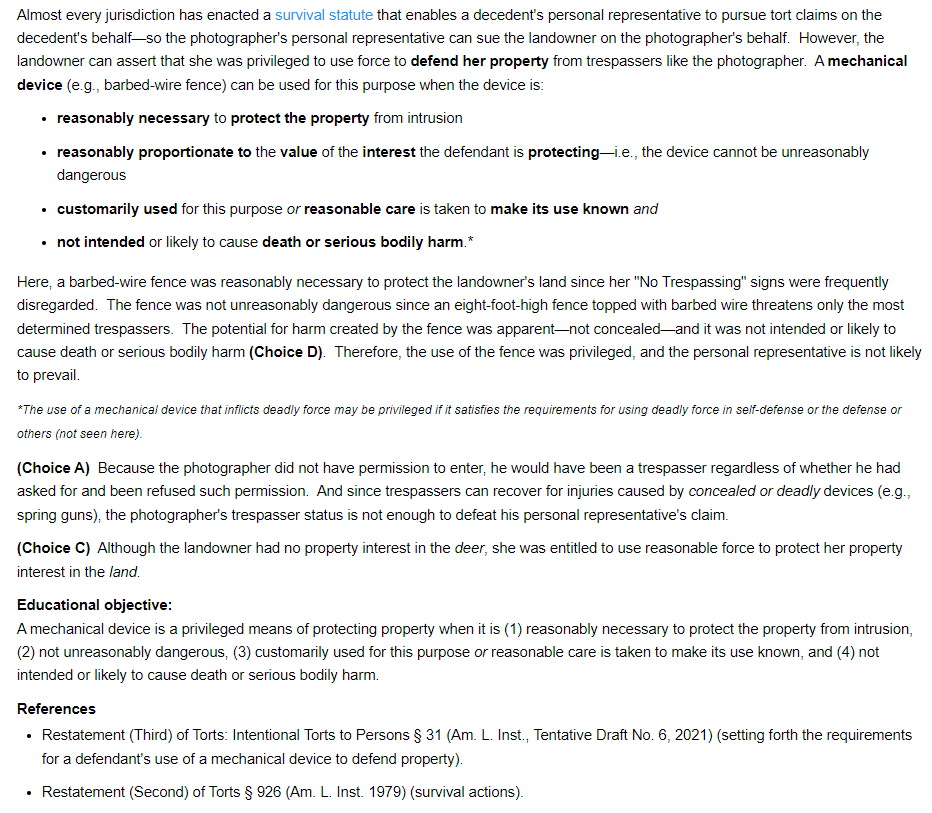 Almost every jurisdiction has enacted a survival statute that enables a decedent's personal representative to pursue tort claims on the
decedent's behalf—so the photographer's personal representative can sue the landowner on the photographer's behalf. However, the
landowner can assert that she was privileged to use force to defend her property from trespassers like the photographer. A mechanical
device (e.g., barbed-wire fence) can be used for this purpose when the device is:
• reasonably necessary to protect the property from intrusion
• reasonably proportionate to the value of the interest the defendant is protecting—i.e., the device cannot be unreasonably
dangerous
• customarily used for this purpose or reasonable care is taken to make its use known and
• not intended or likely to cause death or serious bodily harm.*
Here, a barbed-wire fence was reasonably necessary to protect the landowner's land since her "No Trespassing" signs were frequently
disregarded. The fence was not unreasonably dangerous since an eight-foot-high fence topped with barbed wire threatens only the most
determined trespassers. The potential for harm created by the fence was apparent—not concealed—and it was not intended or likely to
cause death or serious bodily harm (Choice D). Therefore, the use of the fence was privileged, and the personal representative is not likely
to prevail.
*The use of a mechanical device that inflicts deadly force may be privileged if it satisfies the requirements for using deadly force in self-defense or the defense or
others (not seen here).
(Choice A) Because the photographer did not have permission to enter, he would have been a trespasser regardless of whether he had
asked for and been refused such permission. And since trespassers can recover for injuries caused by concealed or deadly devices (e.g.,
spring guns), the photographer's trespasser status is not enough to defeat his personal representative's claim.
(Choice C) Although the landowner had no property interest in the deer, she was entitled to use reasonable force to protect her property
interest in the land.
Educational objective:
A mechanical device is a privileged means of protecting property when it is (1) reasonably necessary to protect the property from intrusion,
(2) not unreasonably dangerous, (3) customarily used for this purpose or reasonable care is taken to make its use known, and (4) not
intended or likely to cause death or serious bodily harm.
References
• Restatement (Third) of Torts: Intentional Torts to Persons § 31 (Am. L. Inst., Tentative Draft No. 6, 2021) (setting forth the requirements
for a defendant's use of a mechanical device to defend property).
• Restatement (Second) of Torts § 926 (Am. L. Inst. 1979) (survival actions).